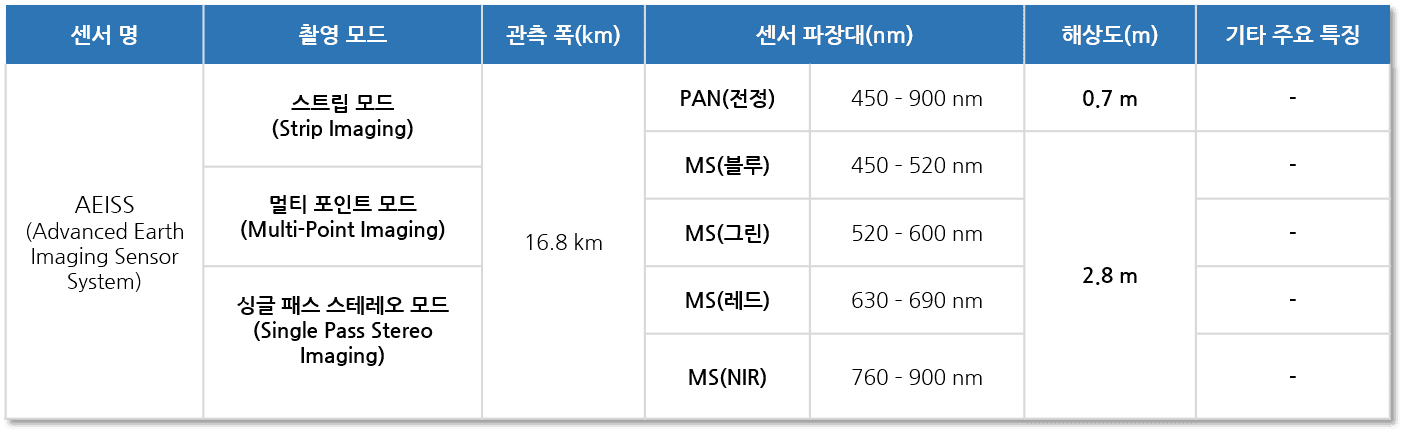 센서 명 촬영 모드 관측 폭(km) 센서 파장대(nm) 해상도(m) 기타 주요 특징
AEISS
(Advanced Earth
Imaging Sensor
System)
스트립 모드
(Strip Imaging)
멀티 포인트 모드
(Multi-Point Imaging)
싱글 패스 스테레오 모드
(Single Pass Stereo
Imaging)
16.8 km
PAN(전정) 450 - 900 nm 0.7 m -
MS(블루) 450 - 520 nm -
MS(그린) 520 - 600 nm -
2.8 m
MS(레드) 630 - 690 nm -
MS(NIR) 760 - 900 nm -